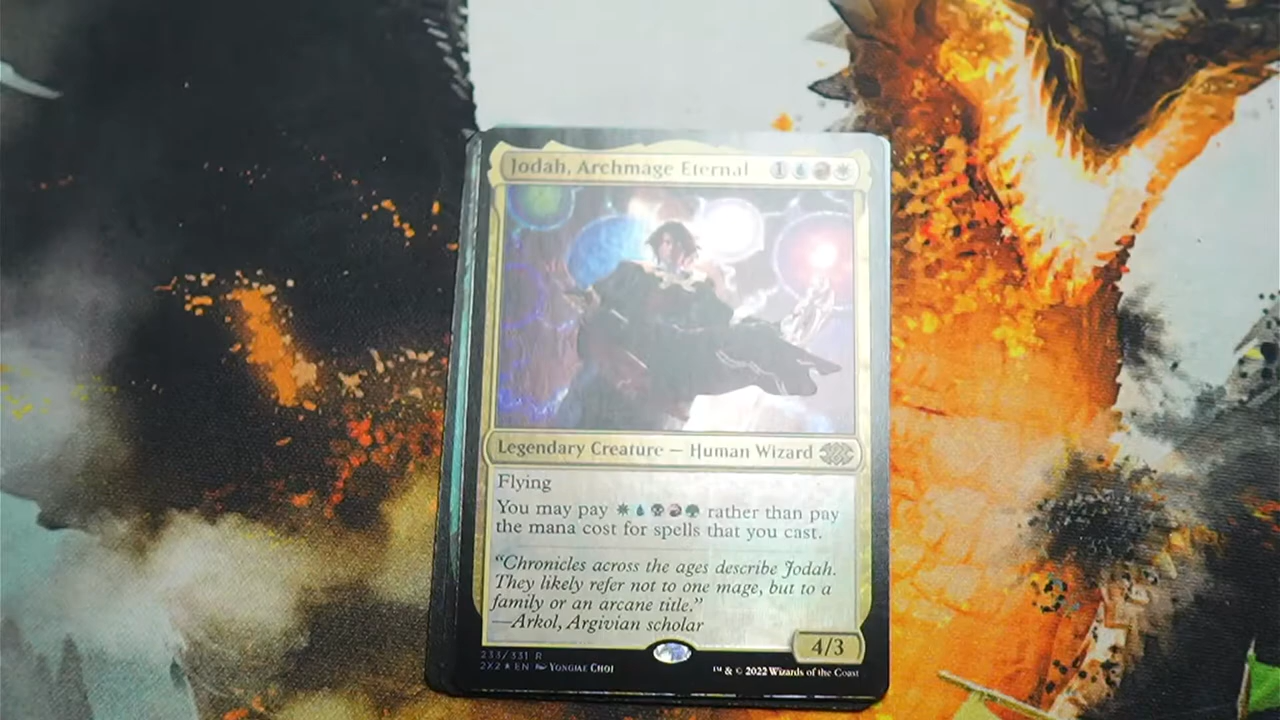 Jodah, Archmage Eternal 1
Legendary Creature — Human Wizard
Flying
You may pay rather than pay
the mana cost for spells that you cast.
"Chronicles across the ages describe Jodah.
They likely refer not to one mage, but to a
family or an arcane title."
—Arkol, Argivian scholar
4/3
233/331 R
2X2 ★ EN Yongjae Choi
™ & © 2022 Wizards of the Coast